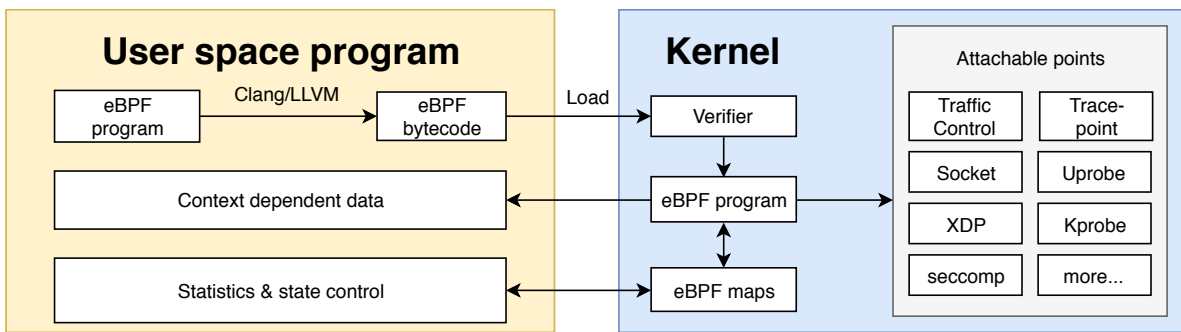 User space program
Kernel
Attachable points
Clang/LLVM
Load
eBPF
program
eBPF
bytecode
Verifier
Traffic
Control
Trace-
point
Context dependent data
eBPF program
Socket
Uprobe
XDP
Kprobe
Statistics & state control
eBPF maps
seccomp
more...